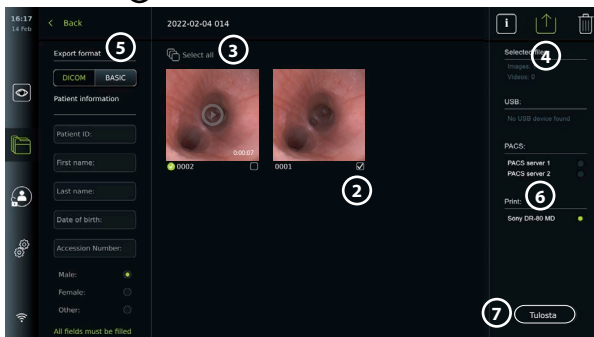 16:17
14 Feb
Back
2022-02-04 014
i
Export format
5
DICOM
BASIC
Patient information
Patient ID:
First name:
Last name:
Date of birth:
Accession Number:
Male:
Female:
Other:
All fields must be filled
Select all
3
0:00:07
0002
0001
2
Selected files
4
Images:
Videos: 0
USB:
No USB device found
PACS:
PACS server 1
PACS server 2
6
Print:
Sony DR-80 MD
7
Tulosta